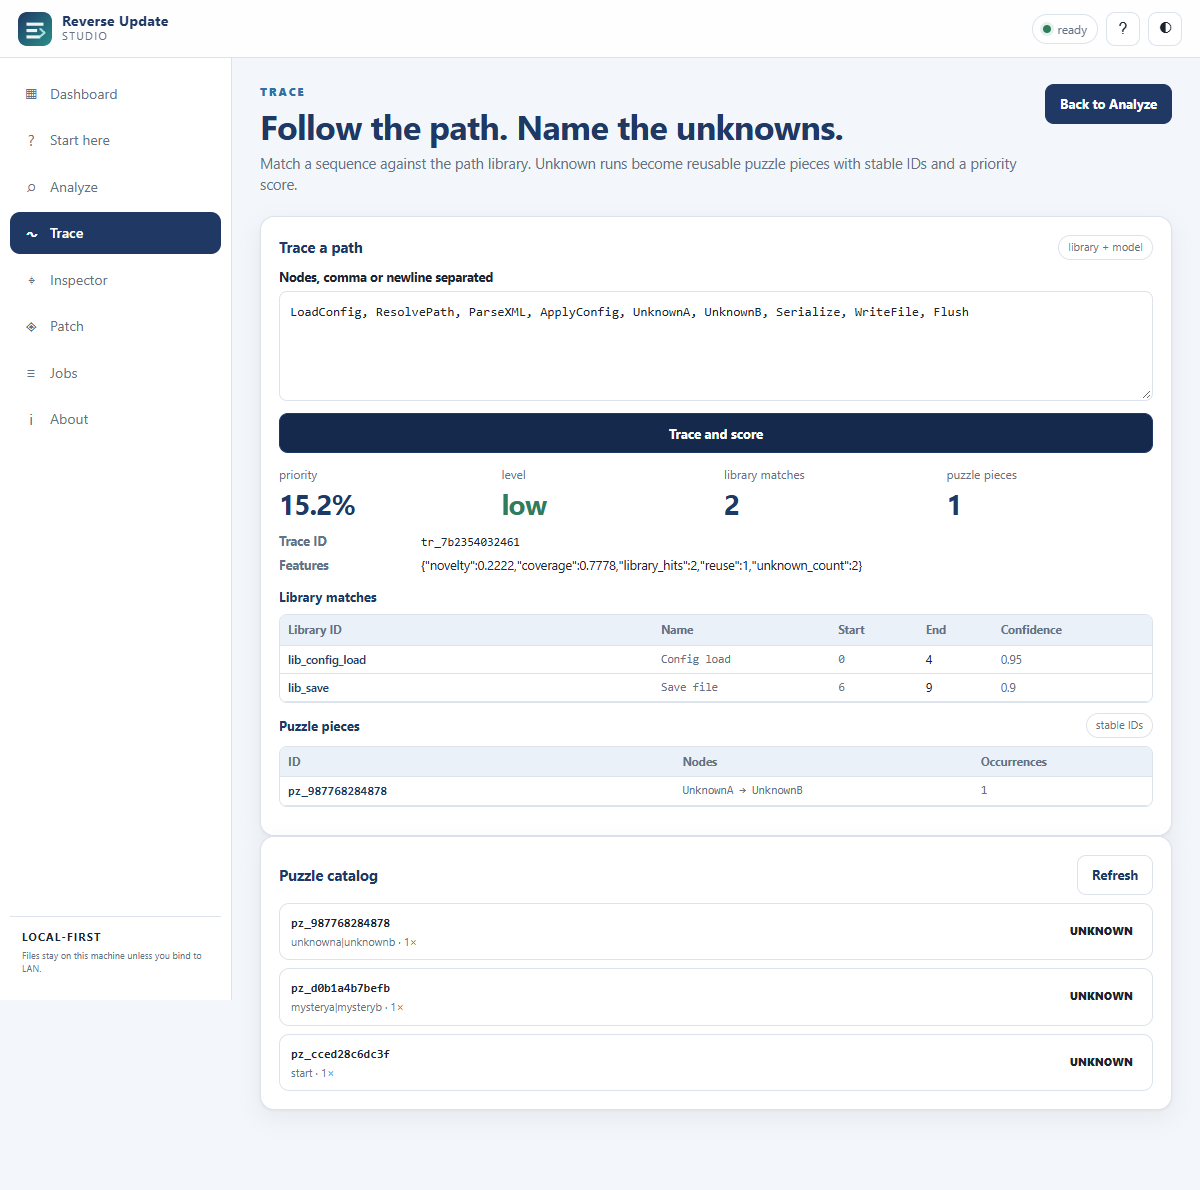 Reverse Update
STUDIO
ready
?
Dashboard
? Start here
Analyze
Trace
Inspector
Patch
Jobs
i About
LOCAL-FIRST
Files stay on this machine unless you bind to
LAN.
TRACE
Back to Analyze
Follow the path. Name the unknowns.
Match a sequence against the path library. Unknown runs become reusable puzzle pieces with stable IDs and a priority
score.
Trace a path
library + model
Nodes, comma or newline separated
LoadConfig, ResolvePath, ParseXML, ApplyConfig, UnknownA, UnknownB, Serialize, WriteFile, Flush
Trace and score
priority level library matches puzzle pieces
15.2% low 2 1
Trace ID tr_7b2354032461
Features {"novelty":0.2222,"coverage":0.7778,"library_hits":2,"reuse":1,"unknown_count":2}
Library matches
Library ID Name Start End Confidence
lib_config_load Config load 0 4 0.95
lib_save Save file 6 9 0.9
Puzzle pieces
stable IDs
ID Nodes Occurrences
pz_987768284878 UnknownA → UnknownB 1
Puzzle catalog
Refresh
pz_987768284878
unknowna|unknownb · 1×
UNKNOWN
pz_d0b1a4b7befb
mysterya|mysteryb · 1×
UNKNOWN
pz_cced28c6dc3f
start · 1×
UNKNOWN